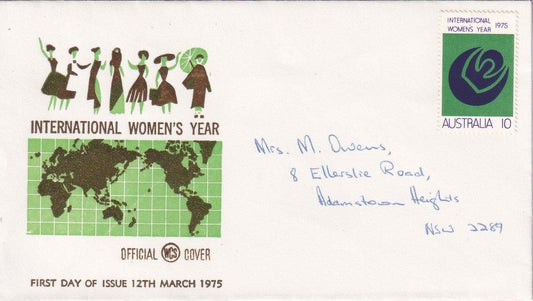 INTERNATIONAL 1975
WOMEN'S YEAR
AUSTRALIA 10
INTERNATIONAL WOMEN'S YEAR
OFFICIAL WCS COVER
FIRST DAY OF ISSUE 12TH MARCH 1975
Mrs. M. Owens,
8 Ellerslie Road,
Adamstown Heights
NSW 2289